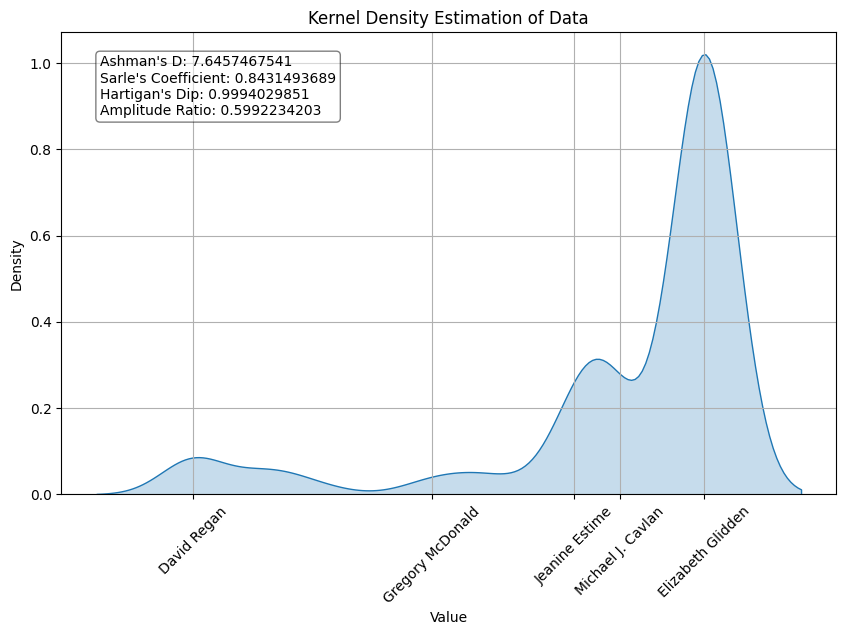 Kernel Density Estimation of Data
Ashman's D: 7.6457467541
Sarle's Coefficient: 0.8431493689
Hartigan's Dip: 0.9994029851
Amplitude Ratio: 0.5992234203
Density
1.0
0.8
0.6
0.4
0.2
0.0
David Regan
Gregory McDonald
Jeanine Estime
Michael J. Cavlan
Elizabeth Glidden
Value